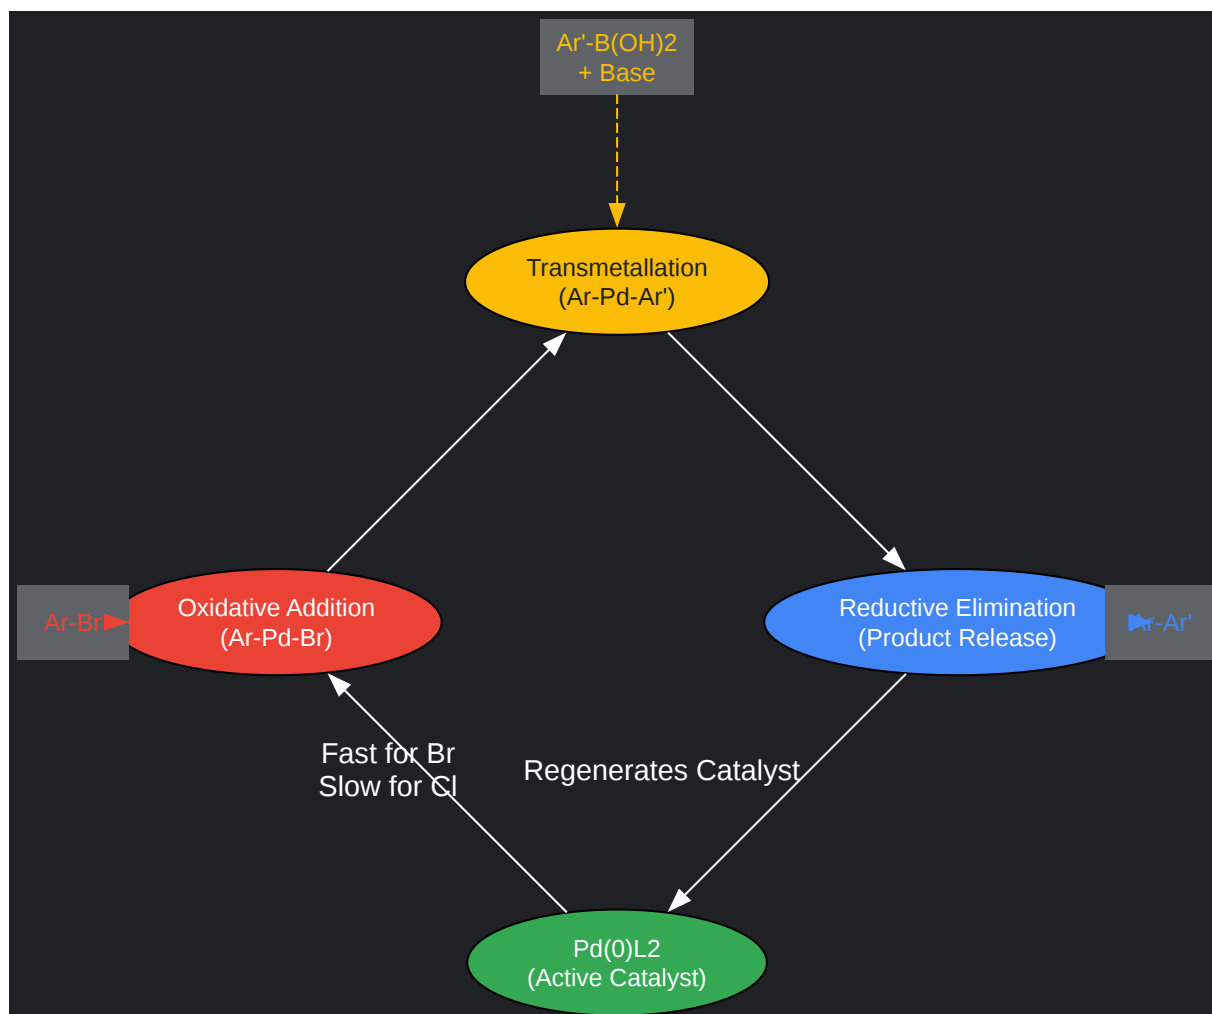 Ar'-B(OH)2
+ Base
Transmetallation
(Ar-Pd-Ar')
Ar-Br
Oxidative Addition
(Ar-Pd-Br)
Reductive Elimination
(Product Release)
Ar-Ar'
Fast for Br
Slow for Cl
Regenerates Catalyst
Pd(0)L2
(Active Catalyst)